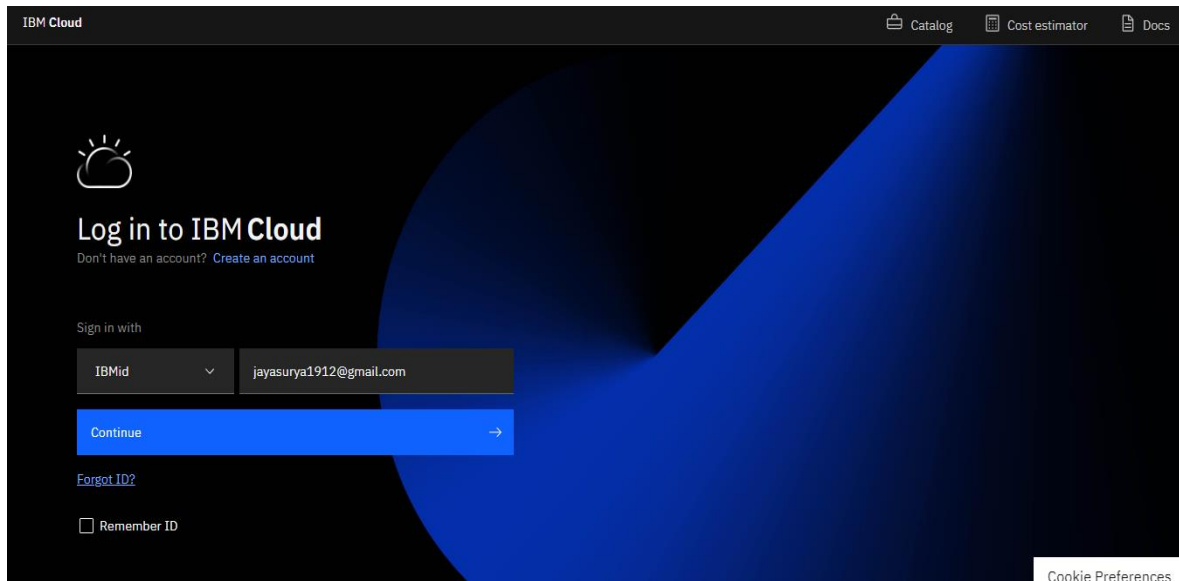 IBM Cloud Catalog Cost estimator Docs
Log in to IBM Cloud
Don't have an account? Create an account
Sign in with
IBMid jayasurya1912@gmail.com
Continue
Forgot ID?
Remember ID
Cookie Preferences